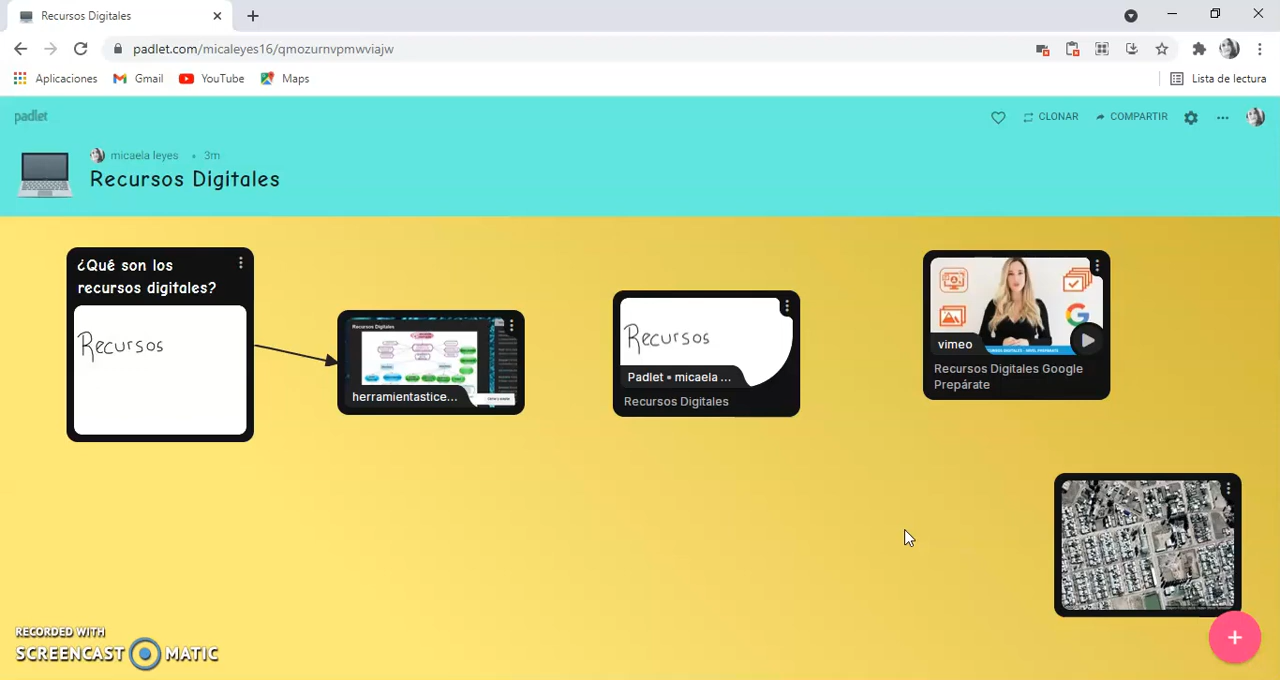 Recursos Digitales
padlet.com/micaleyes16/qmozurnvpmwviajw
Aplicaciones
Gmail
YouTube
Maps
Lista de lectura
padlet
CLONAR
COMPARTIR
micaela leyes • 3m
Recursos Digitales
¿Qué son los
recursos digitales?
Recursos
Recursos Digitales
herramientastice...
Recursos
Padlet • micaela ...
Recursos Digitales
vimeo
Recursos Digitales Google
Prepárate
RECORDED WITH
SCREENCAST MATIC